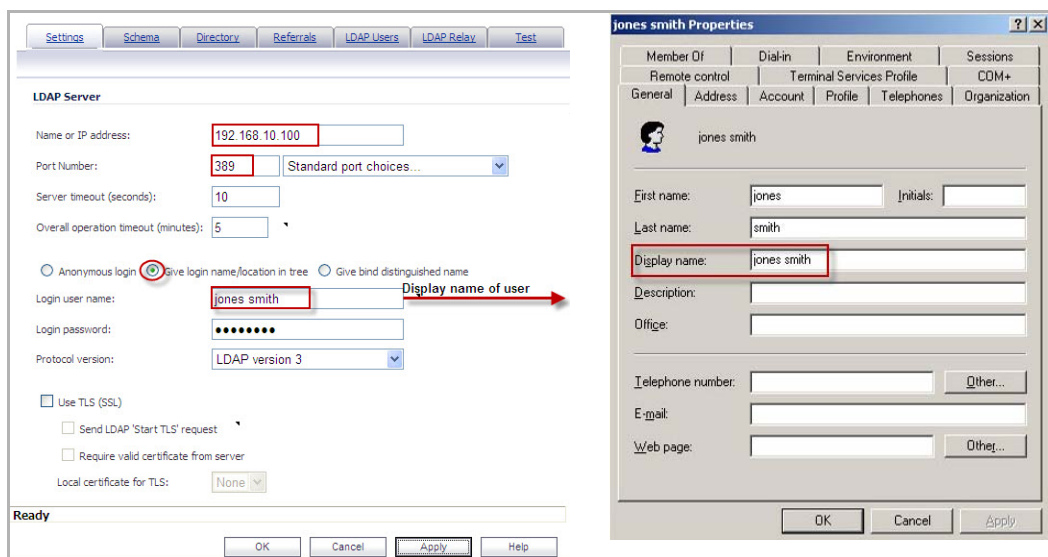 Settings Schema Directory Referrals LDAP Users LDAP Relay Test
LDAP Server
Name or IP address: 192.168.10.100
Port Number: 389 Standard port choices...
Server timeout (seconds): 10
Overall operation timeout (minutes): 5
Anonymous login Give login name/location in tree Give bind distinguished name
Login user name: jones smith
Display name of user
Login password: ••••••••
Protocol version: LDAP version 3
Use TLS (SSL)
Send LDAP 'Start TLS' request
Require valid certificate from server
Local certificate for TLS: None
Ready
OK Cancel Apply Help
jones smith Properties
Member Of Dial-in Environment Sessions
Remote control Terminal Services Profile COM+
General Address Account Profile Telephones Organization
jones smith
First name: jones Initials:
Last name: smith
Display name: jones smith
Description:
Office:
Telephone number: Other...
E-mail:
Web page: Other...
OK Cancel Apply